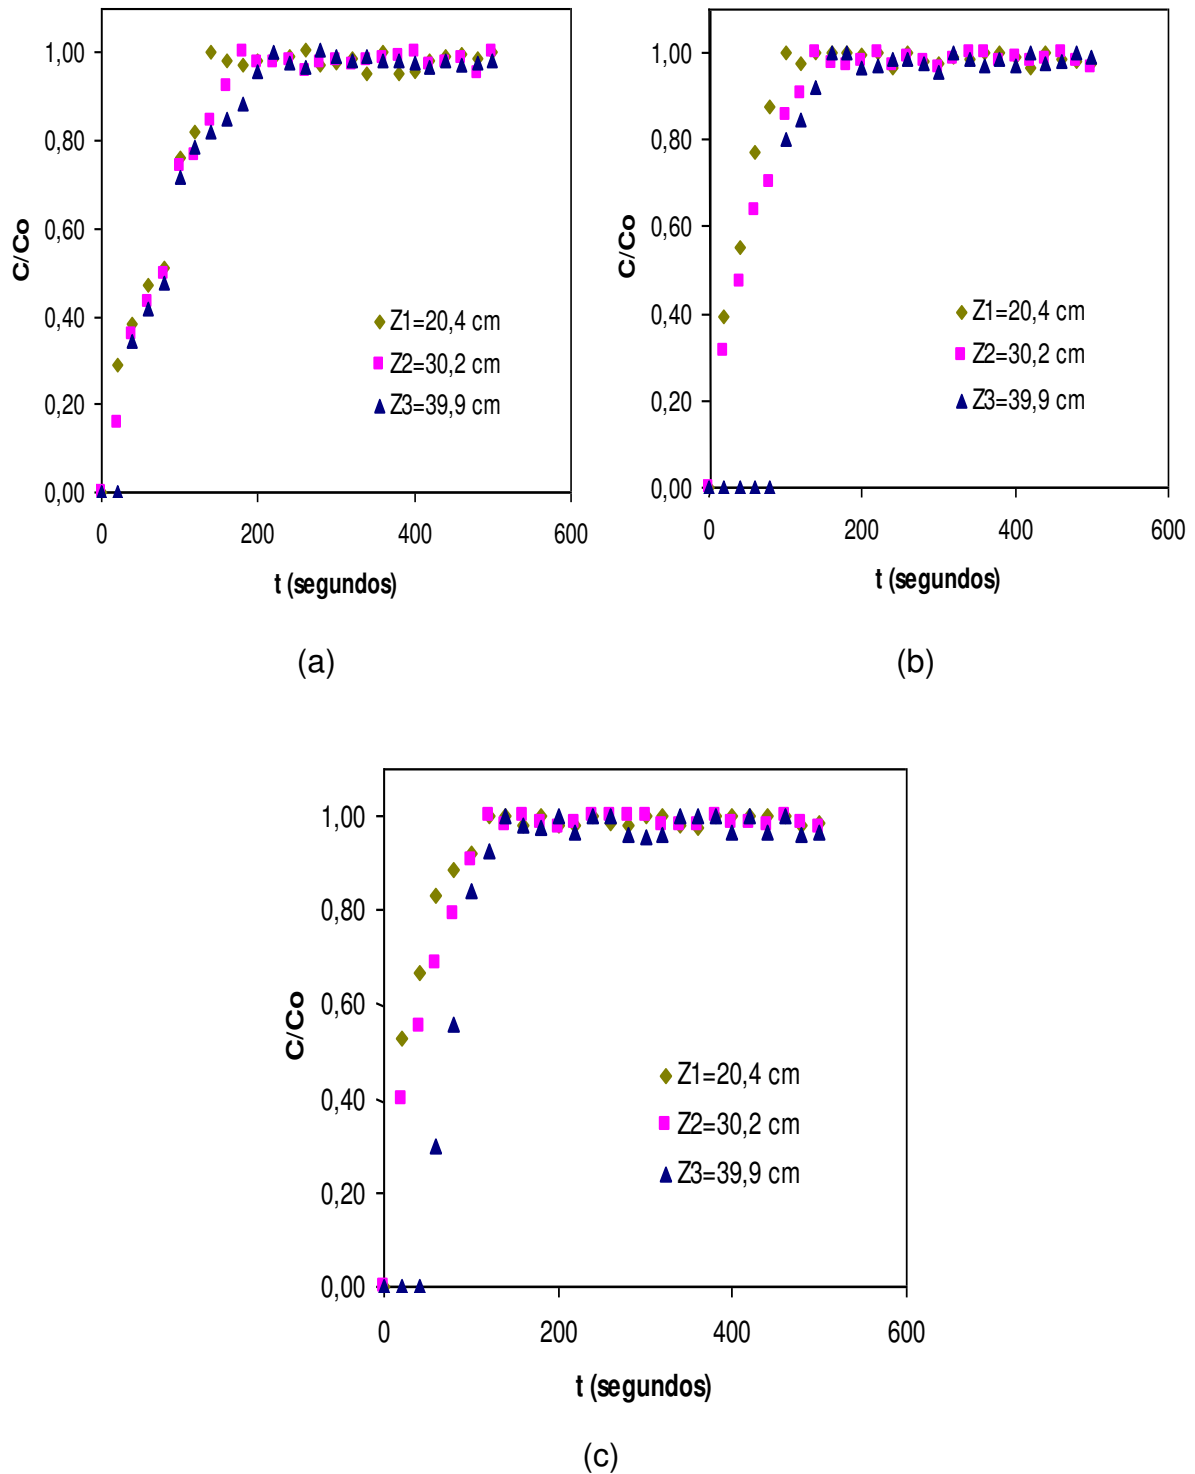 1,00
0,80
0,60
0,40
0,20
0,00
C/Co
0
200
400
600
t (segundos)
Z1=20,4 cm
Z2=30,2 cm
Z3=39,9 cm
(a)
1,00
0,80
0,60
0,40
0,20
0,00
C/Co
0
200
400
600
t (segundos)
Z1=20,4 cm
Z2=30,2 cm
Z3=39,9 cm
(b)
1,00
0,80
0,60
0,40
0,20
0,00
C/Co
0
200
400
600
t (segundos)
Z1=20,4 cm
Z2=30,2 cm
Z3=39,9 cm
(c)